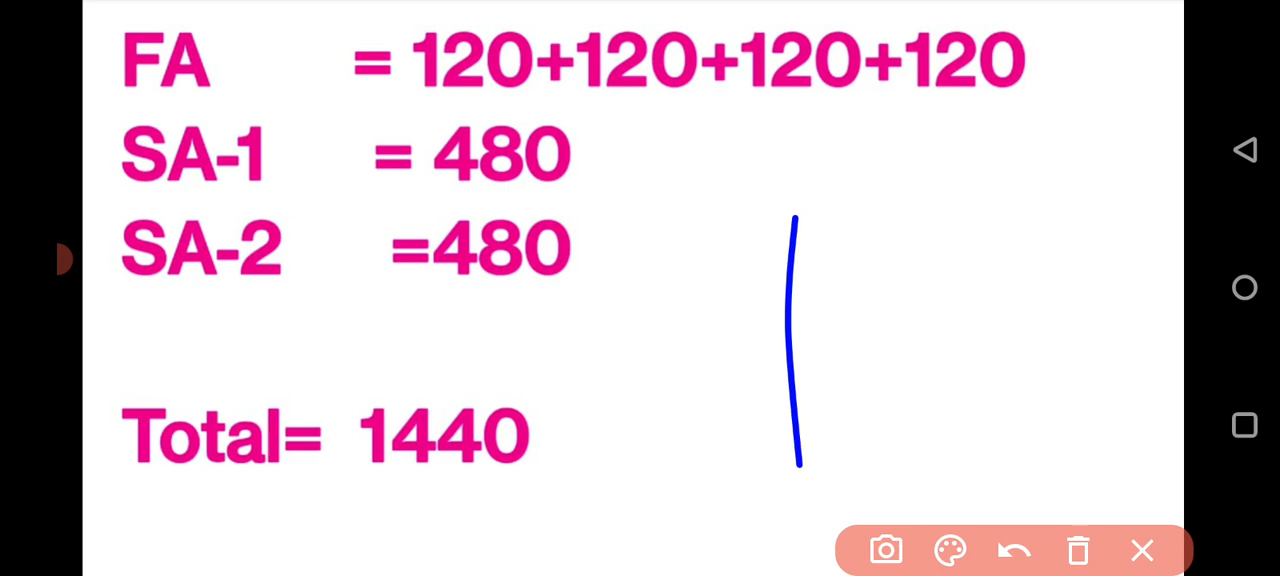 FA = 120+120+120+120
SA-1 = 480
SA-2 =480
Total= 1440